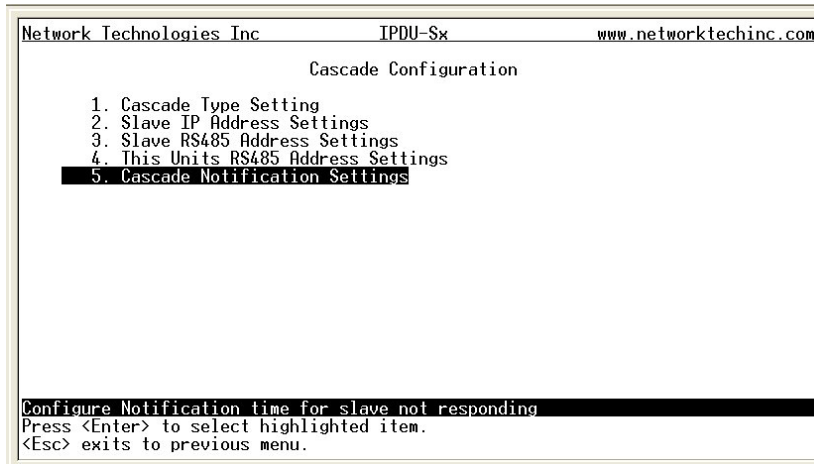 Network Technologies Inc IPDU-Sx www.networktechinc.com
Cascade Configuration
1. Cascade Type Setting
2. Slave IP Address Settings
3. Slave RS485 Address Settings
4. This Units RS485 Address Settings
5. Cascade Notification Settings
Configure Notification time for slave not responding
Press <Enter> to select highlighted item.
<Esc> exits to previous menu.